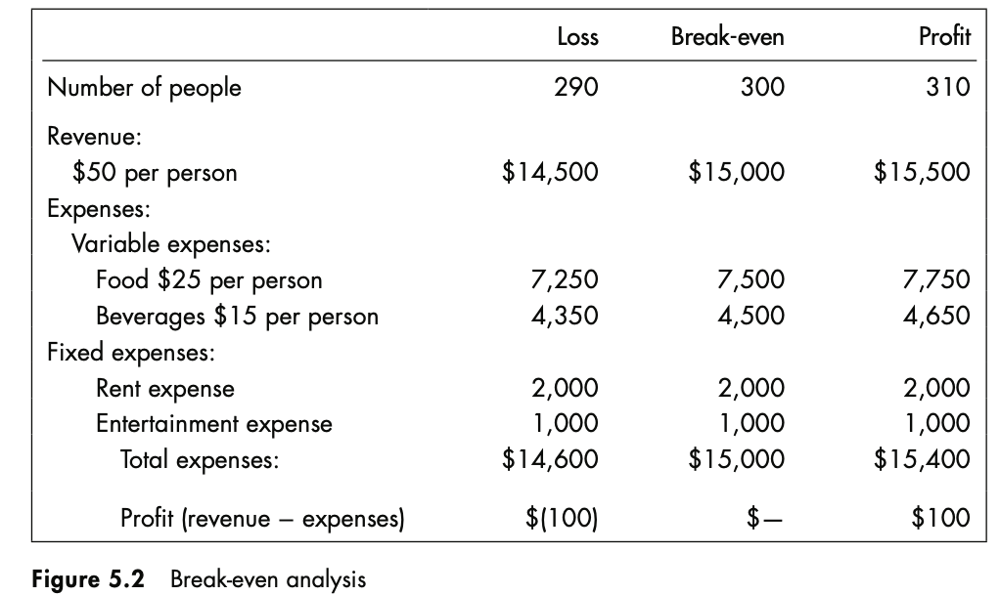 Loss Break-even Profit
Number of people 290 300 310
Revenue:
$50 per person $14,500 $15,000 $15,500
Expenses:
Variable expenses:
Food $25 per person 7,250 7,500 7,750
Beverages $15 per person 4,350 4,500 4,650
Fixed expenses:
Rent expense 2,000 2,000 2,000
Entertainment expense 1,000 1,000 1,000
Total expenses: $14,600 $15,000 $15,400
Profit (revenue – expenses) $(100) $— $100
Figure 5.2 Break-even analysis